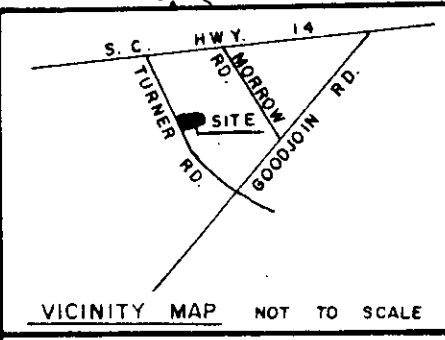 S. C. HWY. 14
TURNER RD.
MORROW RD.
GOODJOIN RD.
SITE
VICINITY MAP NOT TO SCALE